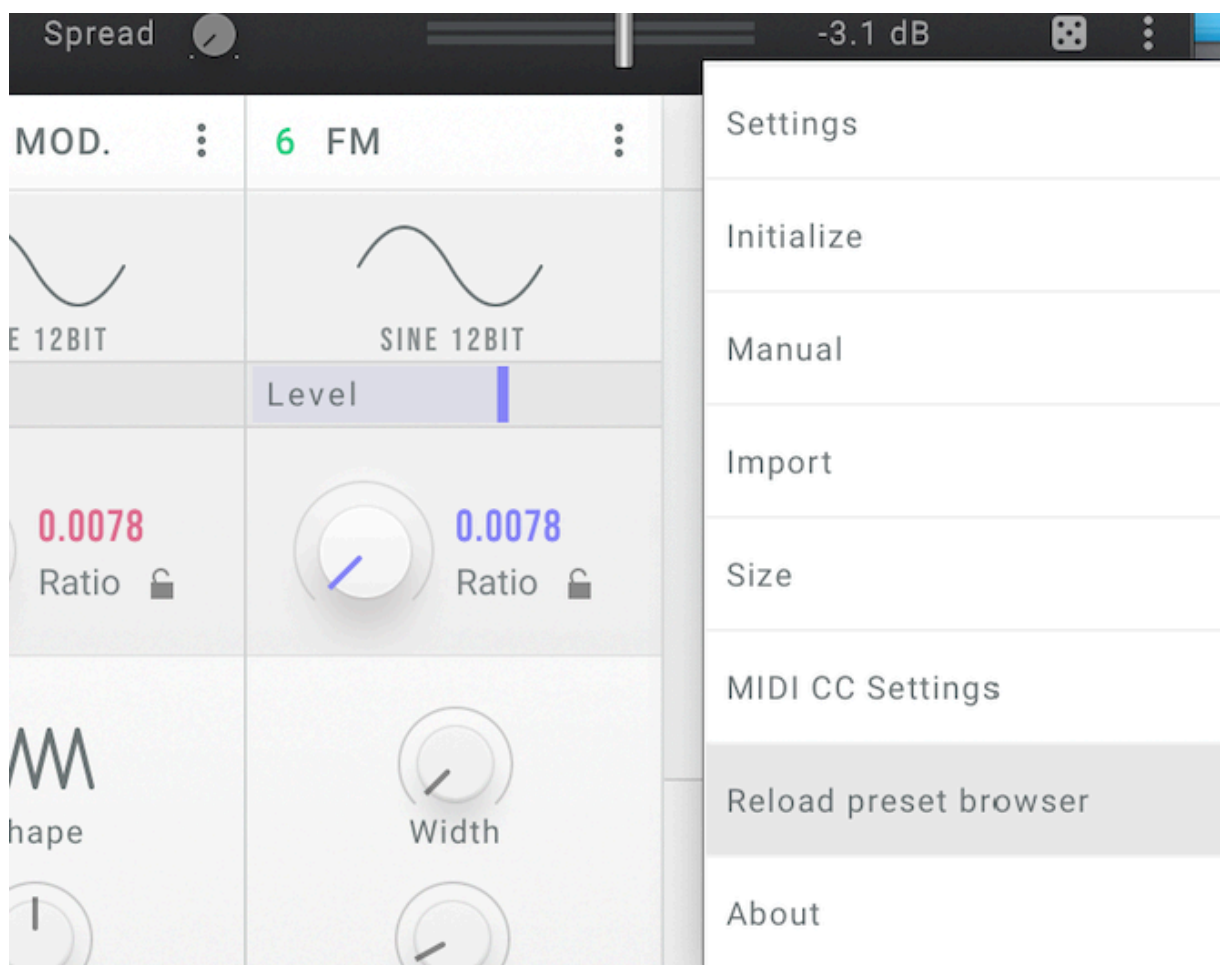 Spread
-3.1 dB
MOD.
6 FM
E 12BIT
SINE 12BIT
Level
0.0078
Ratio
0.0078
Ratio
hape
Width
Settings
Initialize
Manual
Import
Size
MIDI CC Settings
Reload preset browser
About